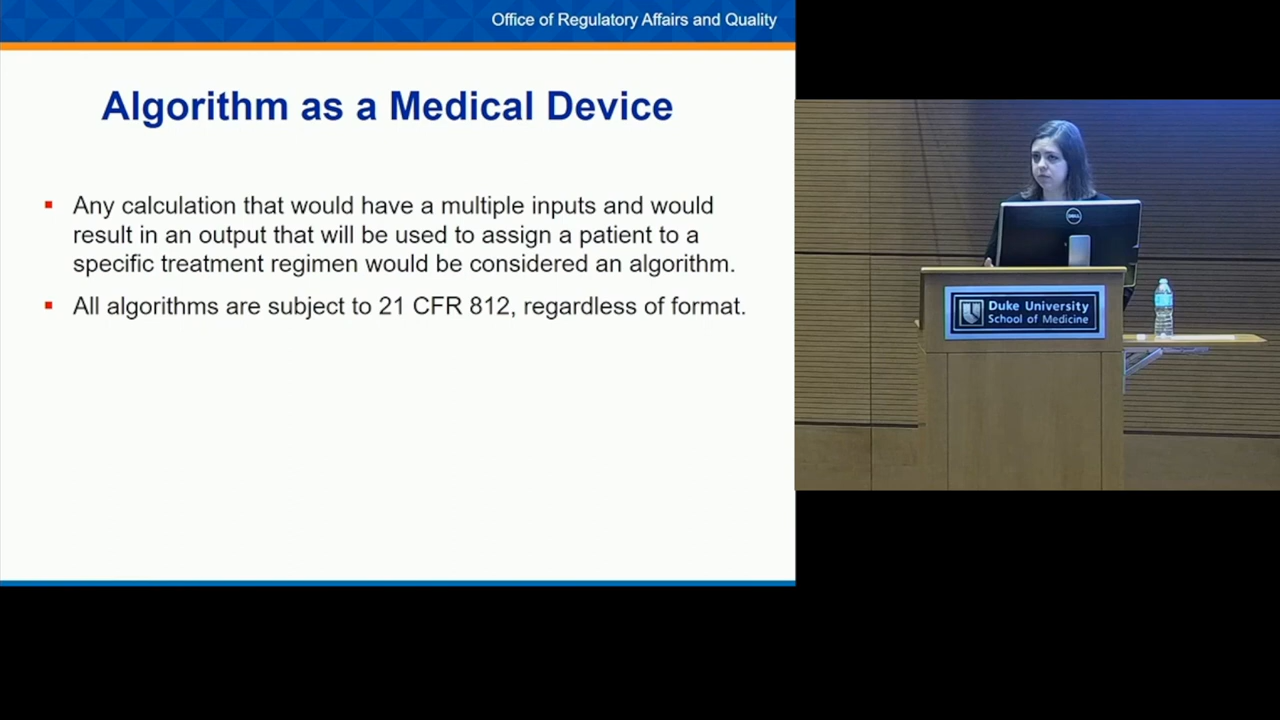 Office of Regulatory Affairs and Quality
Algorithm as a Medical Device
Any calculation that would have a multiple inputs and would
result in an output that will be used to assign a patient to a
specific treatment regimen would be considered an algorithm.
All algorithms are subject to 21 CFR 812, regardless of format.
DELL
Duke University
School of Medicine